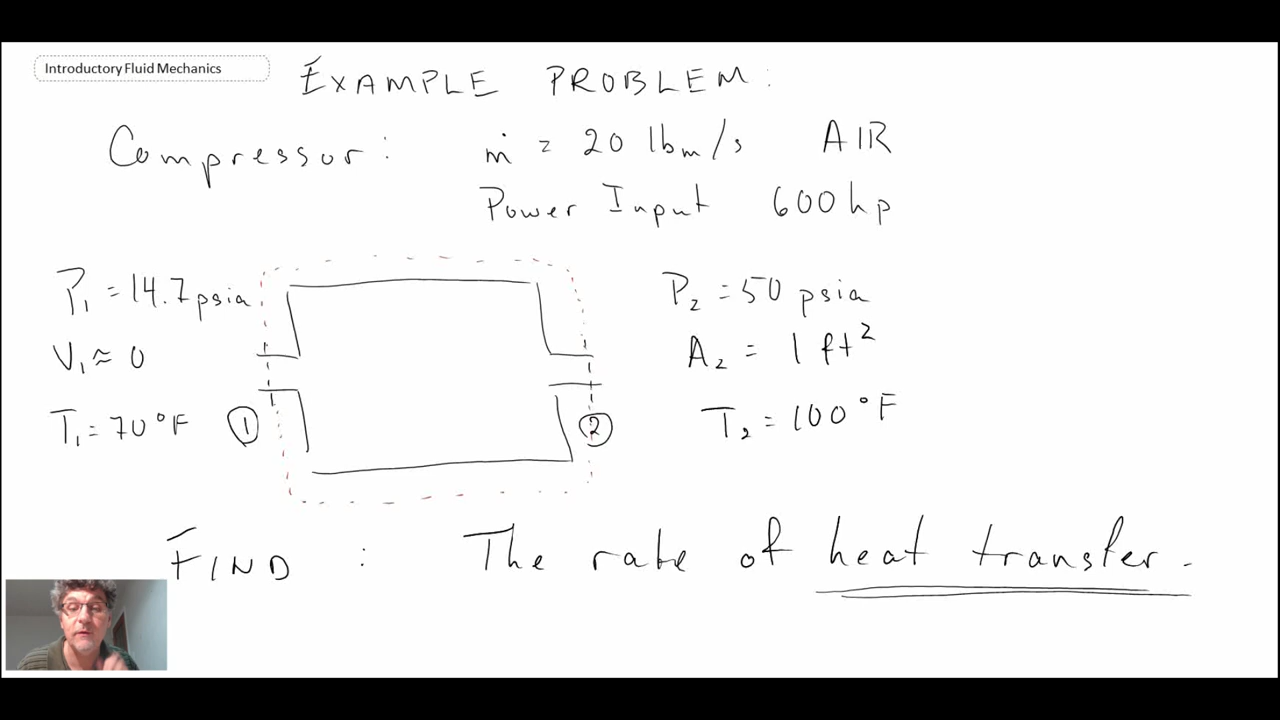 Introductory Fluid Mechanics
EXAMPLE PROBLEM:
Compressor: ṁ = 20 lbm/s AIR
Power Input 600 hp
P₁ = 14.7 psia
V₁ ≈ 0
T₁ = 70°F
①
②
P₂ = 50 psia
A₂ = 1 ft²
T₂ = 100°F
FIND: The rate of heat transfer.